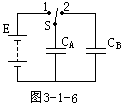 1 2
E S C_A C_B
图3-1-6